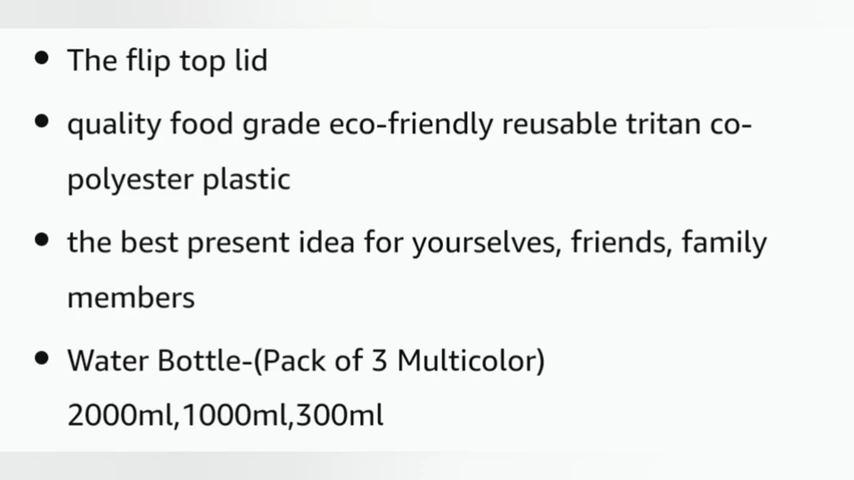 • The flip top lid
• quality food grade eco-friendly reusable tritan co-
polyester plastic
• the best present idea for yourselves, friends, family
members
• Water Bottle-(Pack of 3 Multicolor)
2000ml,1000ml,300ml